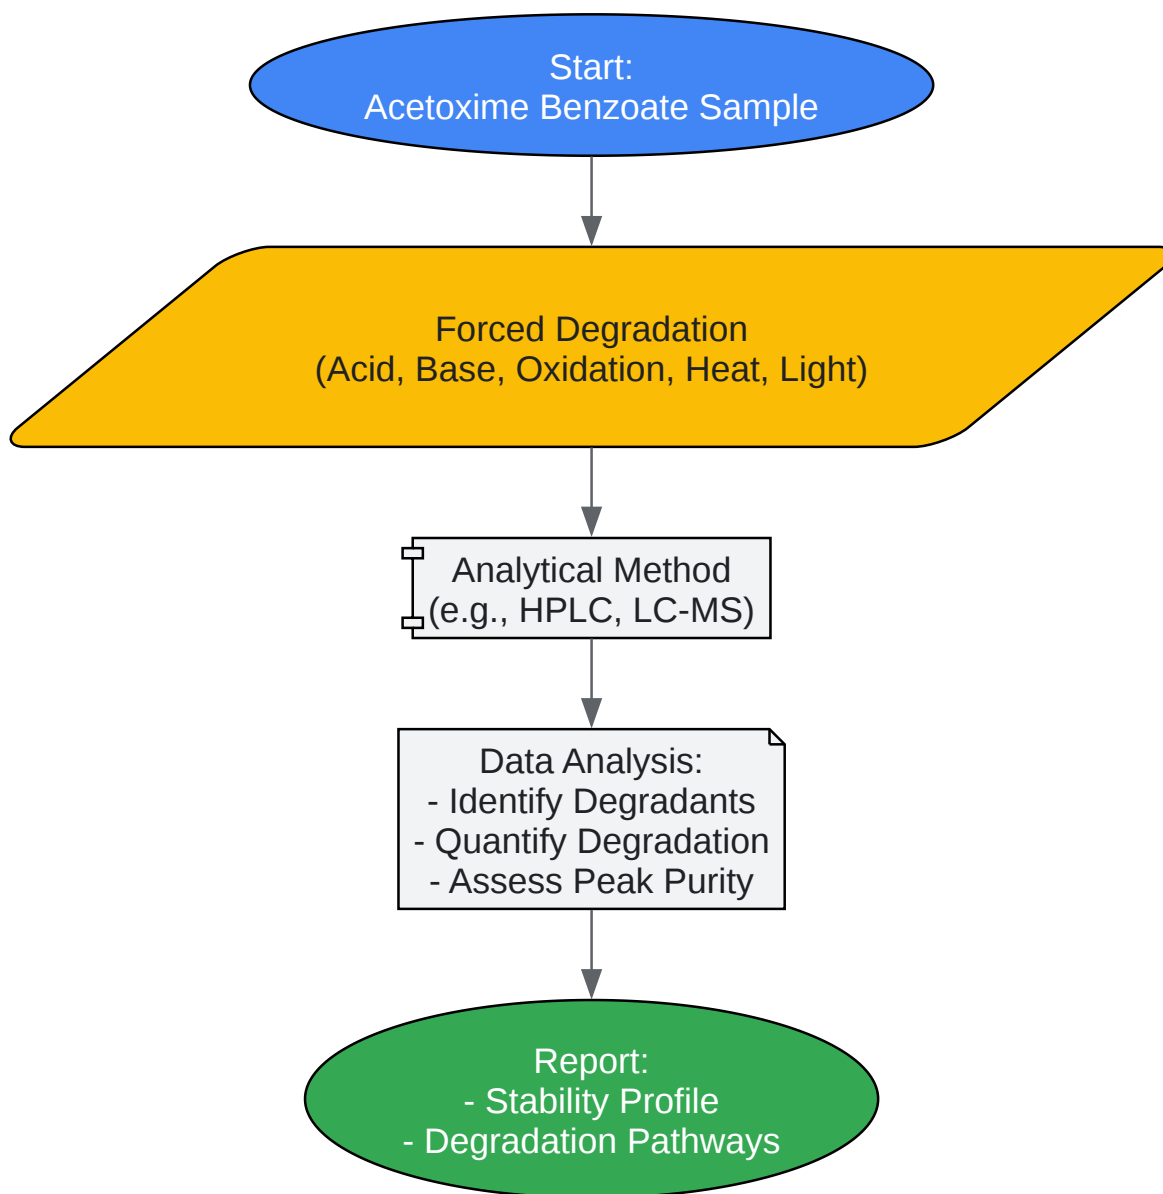 Start:
Acetoxime Benzoate Sample
Forced Degradation
(Acid, Base, Oxidation, Heat, Light)
Analytical Method
(e.g., HPLC, LC-MS)
Data Analysis:
- Identify Degradants
- Quantify Degradation
- Assess Peak Purity
Report:
- Stability Profile
- Degradation Pathways